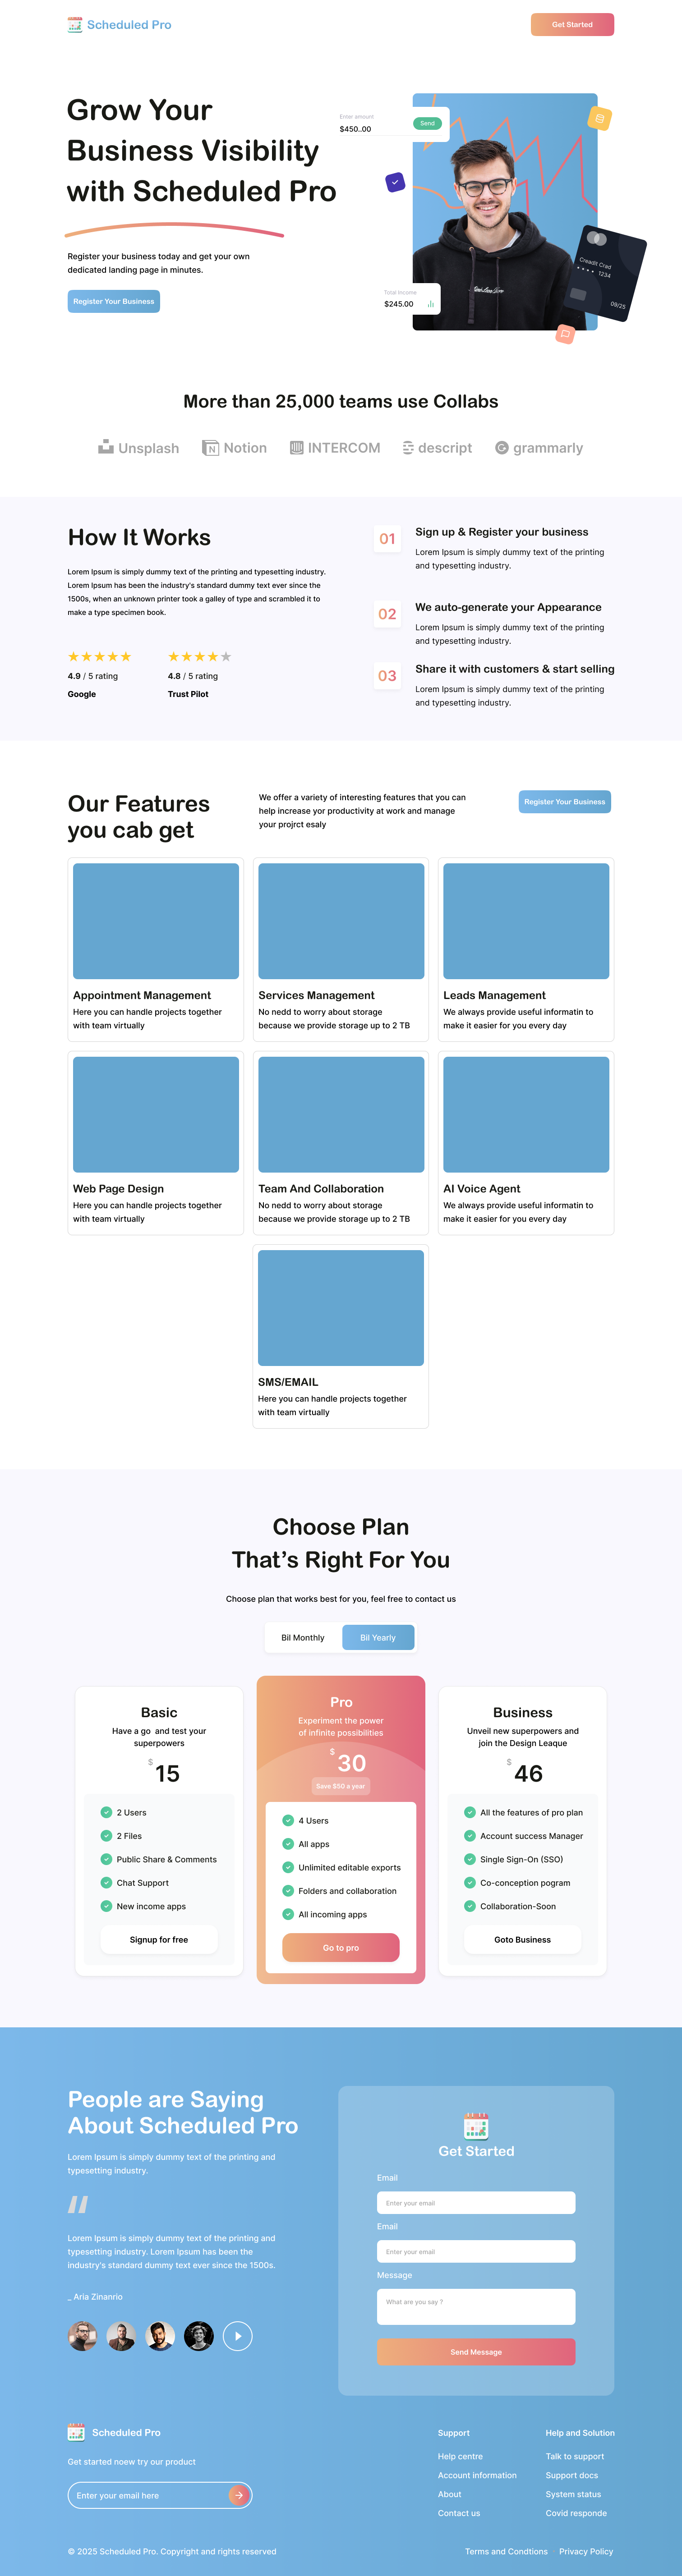 Scheduled Pro
Get Started
Grow Your
Business Visibility
with Scheduled Pro
Register your business today and get your own
dedicated landing page in minutes.
Register Your Business
Enter amount
$450..00
Send
Total Income
$245.00
Creadit Crad
**** 1234
09/25
More than 25,000 teams use Collabs
Unsplash
Notion
INTERCOM
descript
grammarly
How It Works
Lorem Ipsum is simply dummy text of the printing and typesetting industry.
Lorem Ipsum has been the industry's standard dummy text ever since the
1500s, when an unknown printer took a galley of type and scrambled it to
make a type specimen book.
4.9 / 5 rating
Google
4.8 / 5 rating
Trust Pilot
01
Sign up & Register your business
Lorem Ipsum is simply dummy text of the printing
and typesetting industry.
02
We auto-generate your Appearance
Lorem Ipsum is simply dummy text of the printing
and typesetting industry.
03
Share it with customers & start selling
Lorem Ipsum is simply dummy text of the printing
and typesetting industry.
Our Features
you cab get
We offer a variety of interesting features that you can
help increase yor productivity at work and manage
your projrct esaly
Register Your Business
Appointment Management
Here you can handle projects together
with team virtually
Services Management
No nedd to worry about storage
because we provide storage up to 2 TB
Leads Management
We always provide useful informatin to
make it easier for you every day
Web Page Design
Here you can handle projects together
with team virtually
Team And Collaboration
No nedd to worry about storage
because we provide storage up to 2 TB
AI Voice Agent
We always provide useful informatin to
make it easier for you every day
SMS/EMAIL
Here you can handle projects together
with team virtually
Choose Plan
That's Right For You
Choose plan that works best for you, feel free to contact us
Bil Monthly
Bil Yearly
Basic
Have a go and test your
superpowers
$ 15
2 Users
2 Files
Public Share & Comments
Chat Support
New income apps
Signup for free
Pro
Experiment the power
of infinite possibilities
$ 30
Save $50 a year
4 Users
All apps
Unlimited editable exports
Folders and collaboration
All incoming apps
Go to pro
Business
Unveil new superpowers and
join the Design Leaque
$ 46
All the features of pro plan
Account success Manager
Single Sign-On (SSO)
Co-conception pogram
Collaboration-Soon
Goto Business
People are Saying
About Scheduled Pro
Lorem Ipsum is simply dummy text of the printing and
typesetting industry.
Lorem Ipsum is simply dummy text of the printing and
typesetting industry. Lorem Ipsum has been the
industry's standard dummy text ever since the 1500s.
_ Aria Zinanrio
Get Started
Email
Enter your email
Email
Enter your email
Message
What are you say ?
Send Message
Scheduled Pro
Get started noew try our product
Enter your email here
Support
Help centre
Account information
About
Contact us
Help and Solution
Talk to support
Support docs
System status
Covid responde
© 2025 Scheduled Pro. Copyright and rights reserved
Terms and Condtions
Privacy Policy